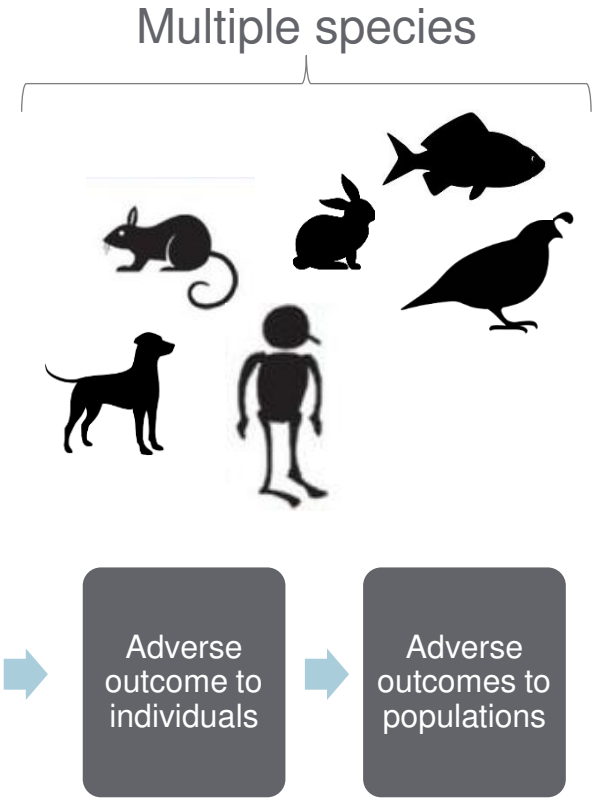 Multiple species
Adverse
outcome to
individuals
Adverse
outcomes to
populations